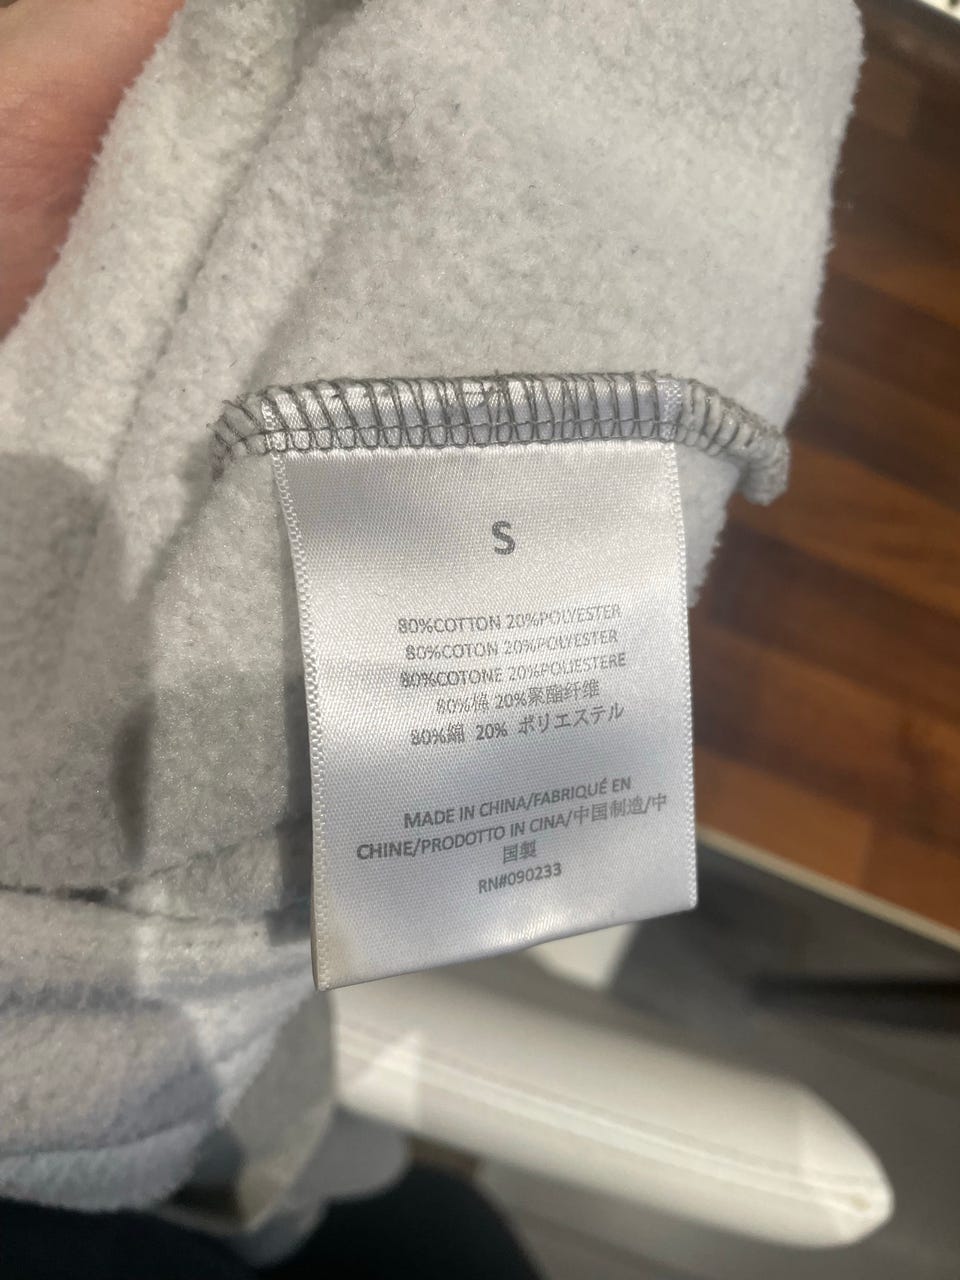 S
80%COTTON 20%POLYESTER
80%COTON 20%POLYESTER
80%COTONE 20%POLIESTERE
80%棉 20%聚酯纤维
80%綿 20% ポリエステル
MADE IN CHINA/FABRIQUÉ EN
CHINE/PRODOTTO IN CINA/中国制造/中
国製
RN#090233